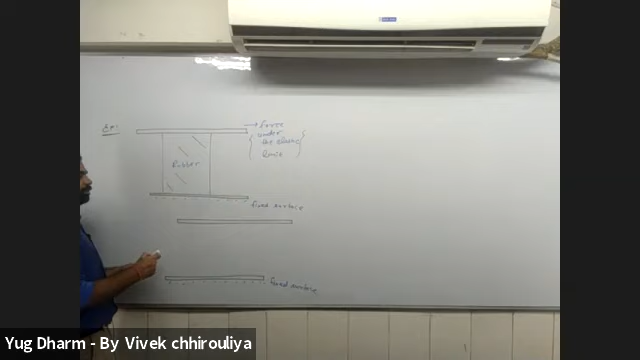 Ex:
→ force
{ under
the elastic
limit }
Rubber
fixed surface
fixed surface
Yug Dharm - By Vivek chhirouliya